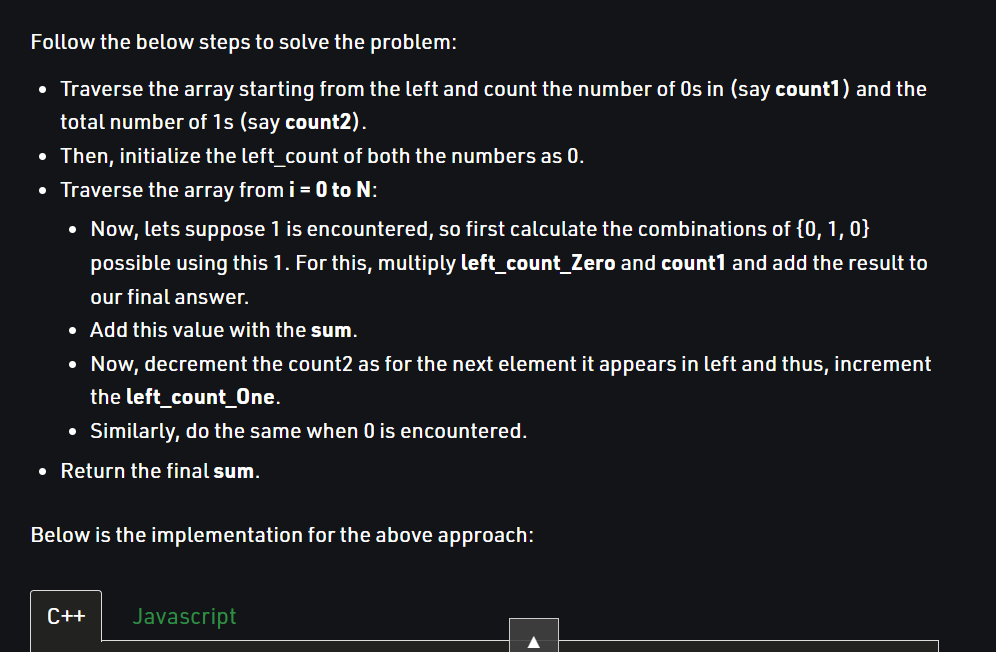 Follow the below steps to solve the problem:
• Traverse the array starting from the left and count the number of 0s in (say count1) and the
total number of 1s (say count2).
• Then, initialize the left_count of both the numbers as 0.
• Traverse the array from i = 0 to N:
• Now, lets suppose 1 is encountered, so first calculate the combinations of {0, 1, 0}
possible using this 1. For this, multiply left_count_Zero and count1 and add the result to
our final answer.
• Add this value with the sum.
• Now, decrement the count2 as for the next element it appears in left and thus, increment
the left_count_One.
• Similarly, do the same when 0 is encountered.
• Return the final sum.
Below is the implementation for the above approach:
C++ Javascript
▲